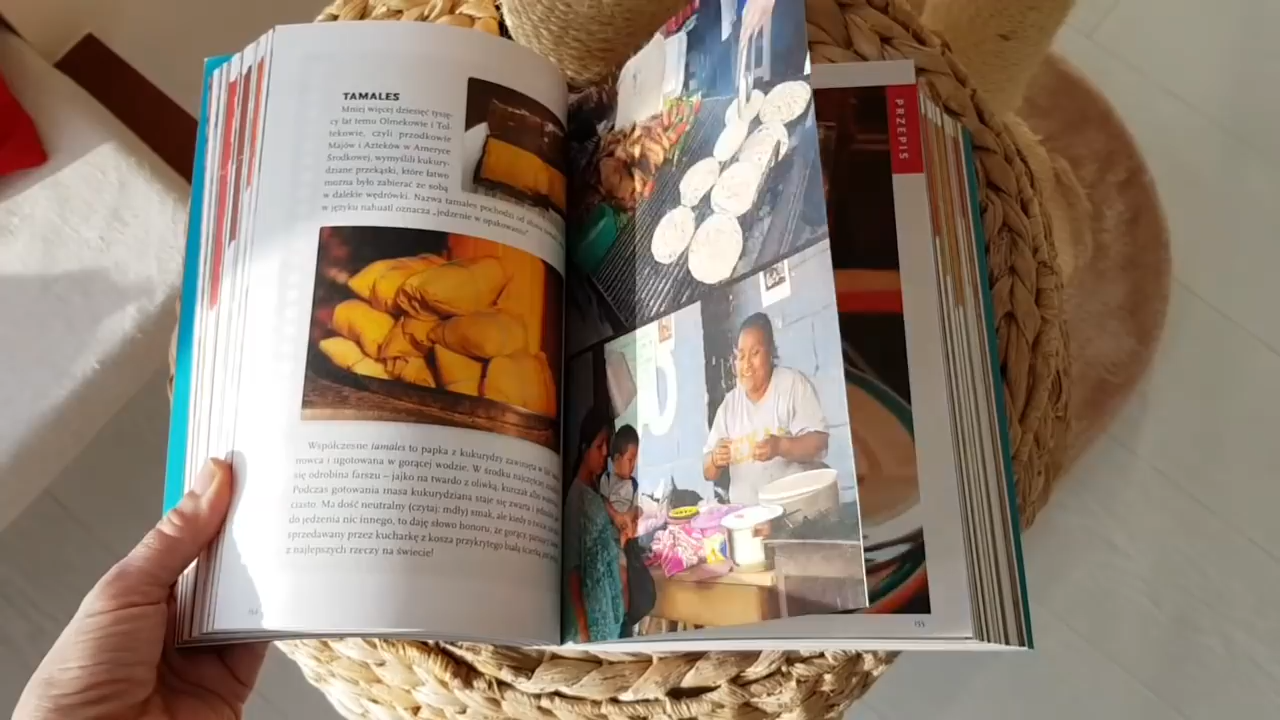 TAMALES
Mniej więcej dziesięć tysię-
cy lat temu Olmekowie i Tol-
tekowie, czyli przodkowie
Majów i Azteków w Ameryce
Środkowej, wymyślili kukury-
dziane przekąski, które łatwo
można było zabierać ze sobą
w dalekie wędrówki. Nazwa tamales pochodzi od słowa
w języku nahuatl oznacza „jedzenie w opakowaniu"
Współczesne tamales to papka z kukurydzy zawinięta w
i ugotowana w gorącej wodzie. W środku najczęściej
się odrobina farszu – jajko na twardo z oliwką, kurczak albo
Podczas gotowania masa kukurydziana staje się zwarta i
ciasto. Ma dość neutralny (czytaj: mdły) smak, ale kiedy
do jedzenia nic innego, to daję słowo honoru, że gorący,
sprzedawany przez kucharkę z kosza przykrytego białą ścierką
z najlepszych rzeczy na świecie!
PRZEPIS
155